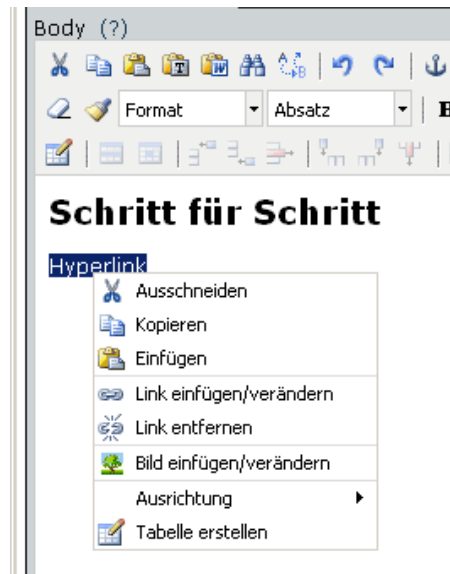 Body (?)
Format Absatz B
Schritt für Schritt
Hyperlink
Ausschneiden
Kopieren
Einfügen
Link einfügen/verändern
Link entfernen
Bild einfügen/verändern
Ausrichtung
Tabelle erstellen